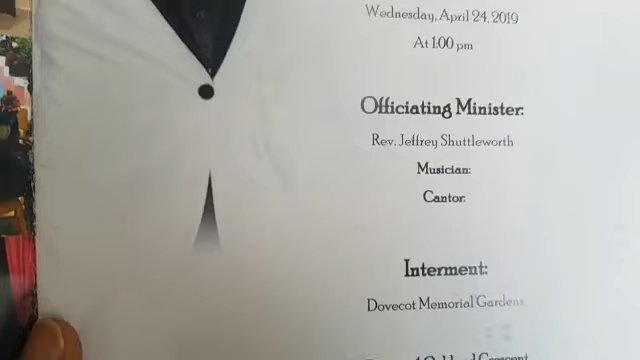 Wednesday, April 24, 2019
At 1:00 pm
Officiating Minister:
Rev. Jeffrey Shuttleworth
Musician:
Cantor:
Interment:
Dovecot Memorial Gardens
Crescent